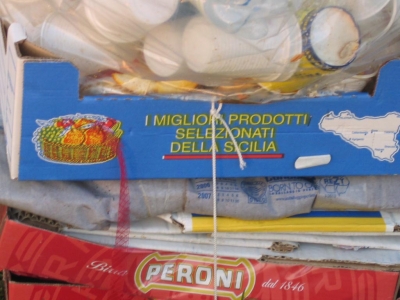 I MIGLIORI PRODOTTI
SELEZIONATI
DELLA SICILIA
Birra PERONI dal 1846